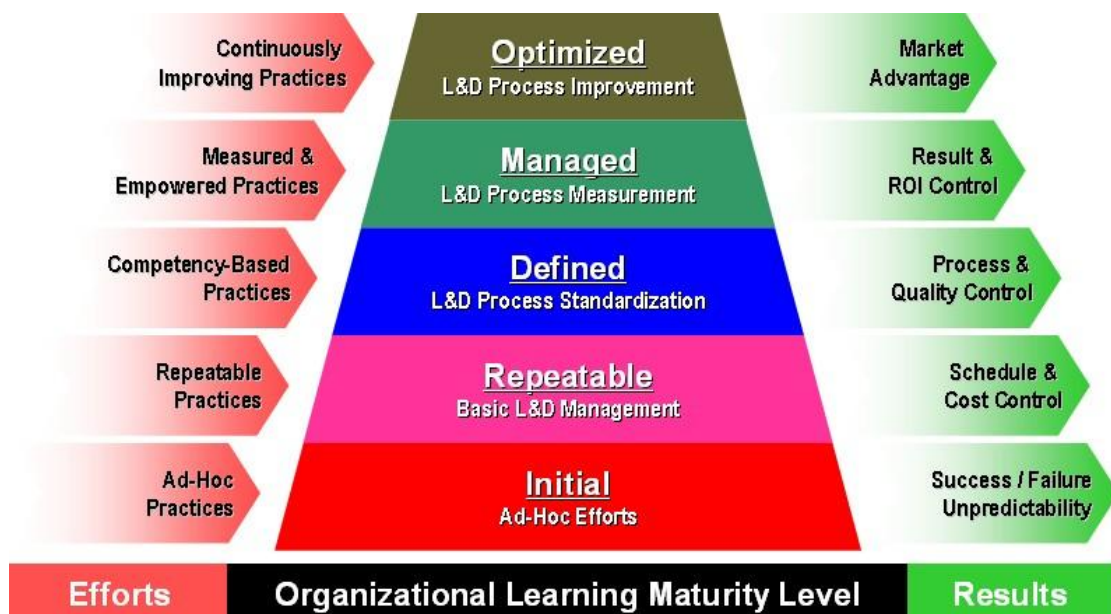 Continuously
Improving Practices
Optimized
L&D Process Improvement
Market
Advantage
Measured &
Empowered Practices
Managed
L&D Process Measurement
Result &
ROI Control
Competency-Based
Practices
Defined
L&D Process Standardization
Process &
Quality Control
Repeatable
Practices
Repeatable
Basic L&D Management
Schedule &
Cost Control
Ad-Hoc
Practices
Initial
Ad-Hoc Efforts
Success / Failure
Unpredictability
Efforts
Organizational Learning Maturity Level
Results